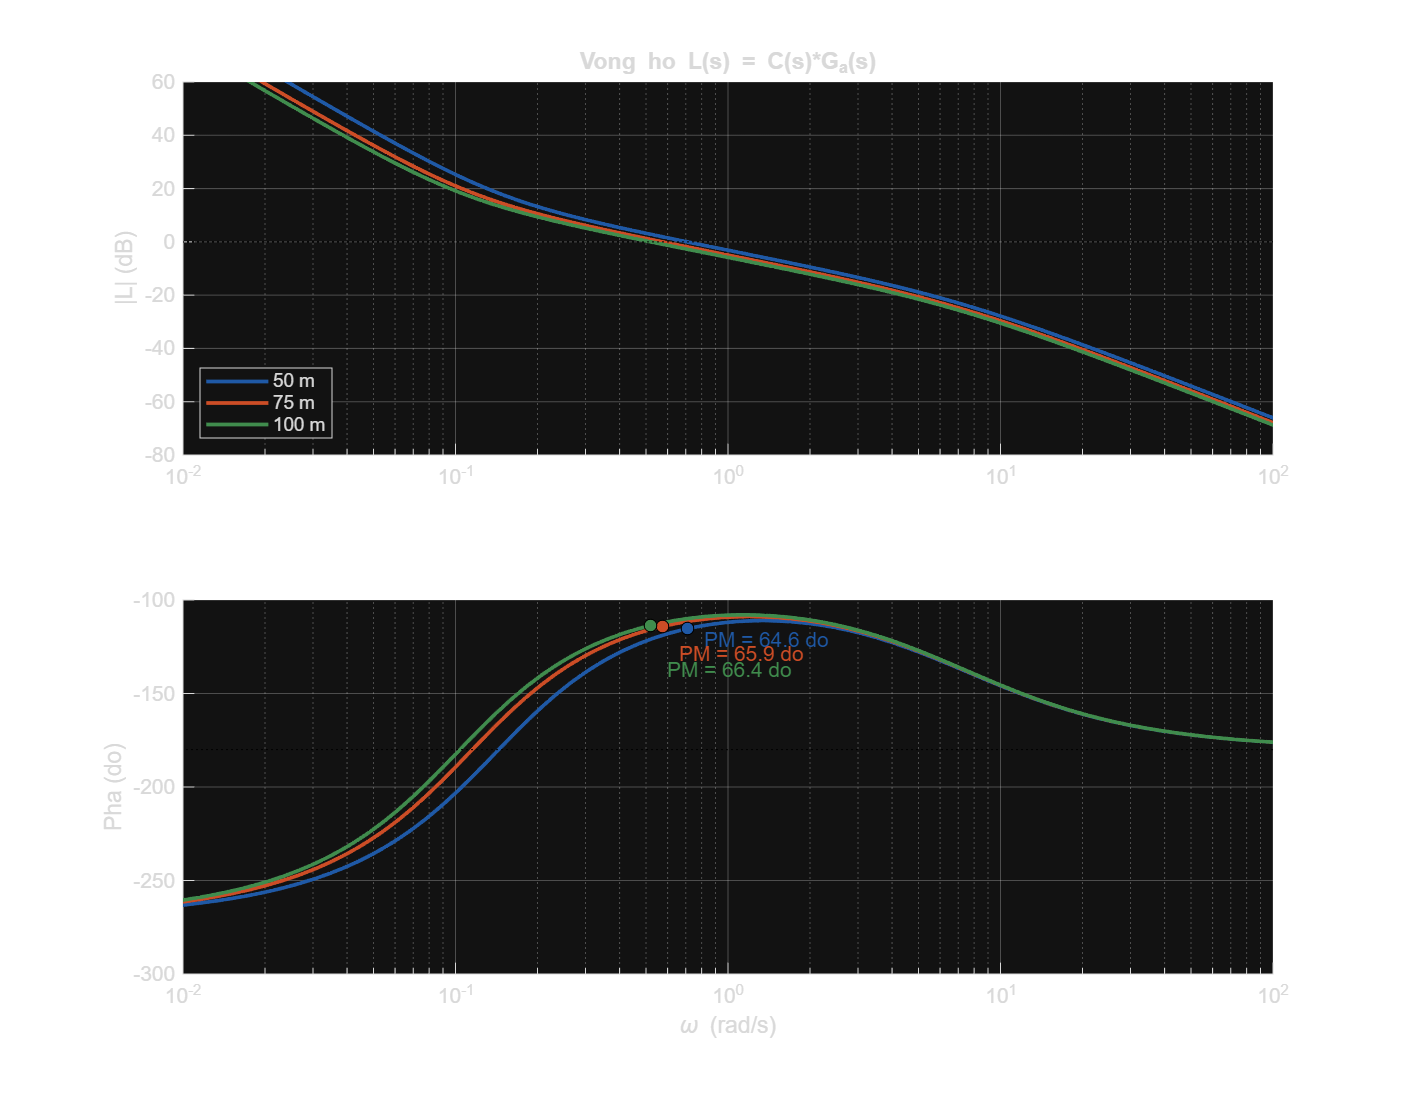 Vong ho L(s) = C(s)*Gₐ(s)
|L| (dB)
60
40
20
0
-20
-40
-60
-80
50 m
75 m
100 m
10⁻² 10⁻¹ 10⁰ 10¹ 10²
Pha (do)
-100
-150
-200
-250
-300
PM = 64.6 do
PM = 65.9 do
PM = 66.4 do
10⁻² 10⁻¹ 10⁰ 10¹ 10²
ω (rad/s)